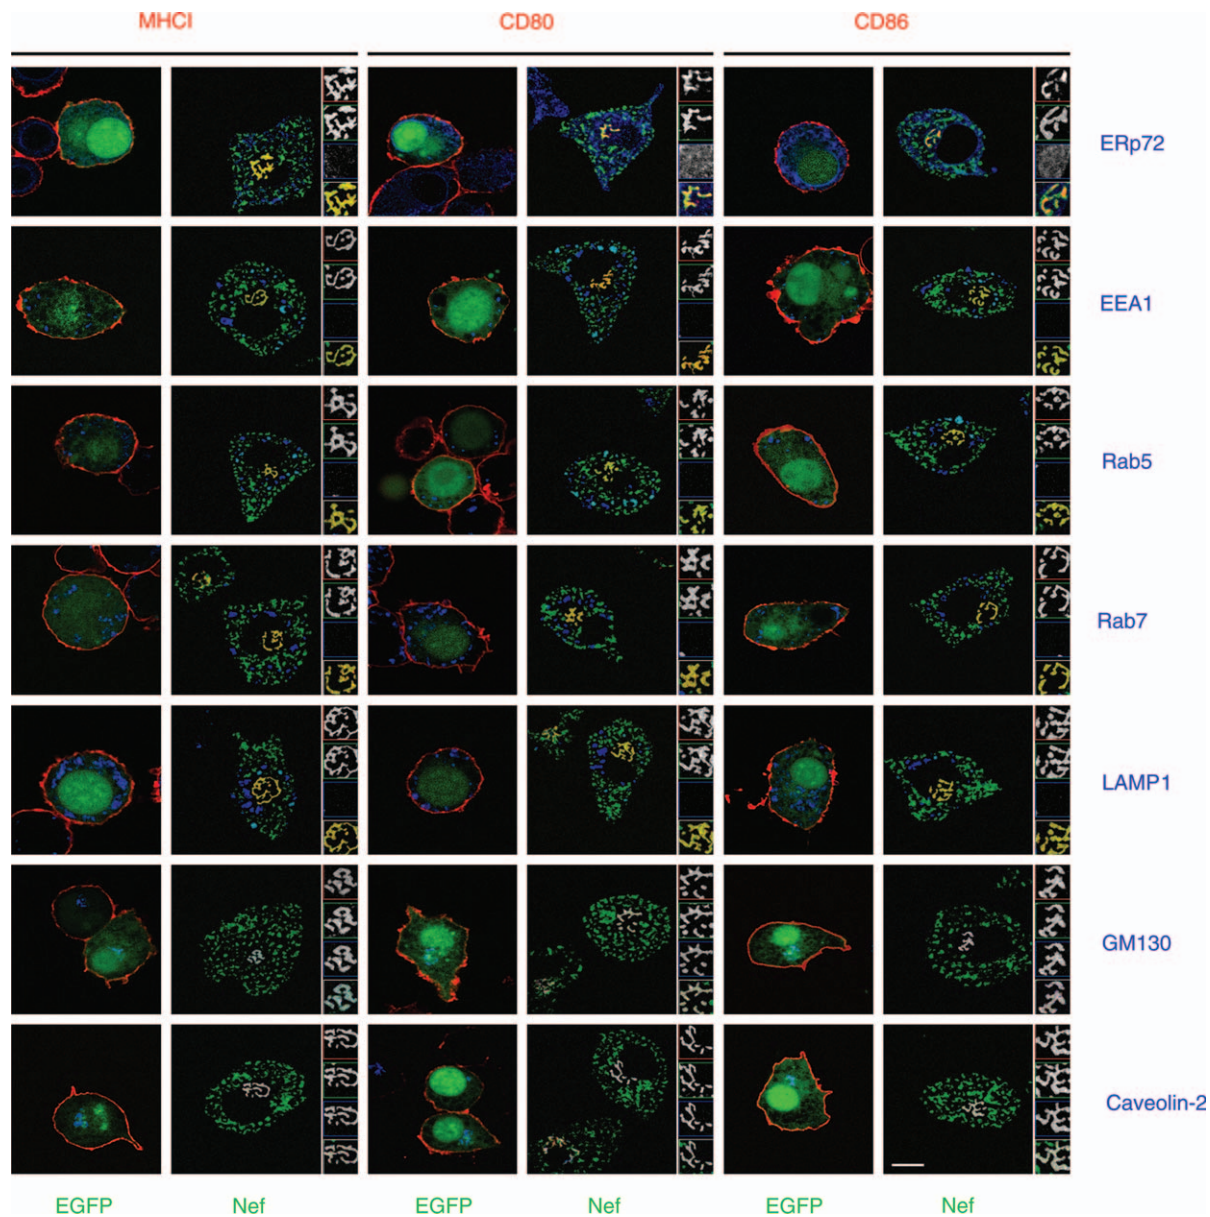 MHCI CD80 CD86
ERp72
EEA1
Rab5
Rab7
LAMP1
GM130
Caveolin-2
EGFP Nef EGFP Nef EGFP Nef